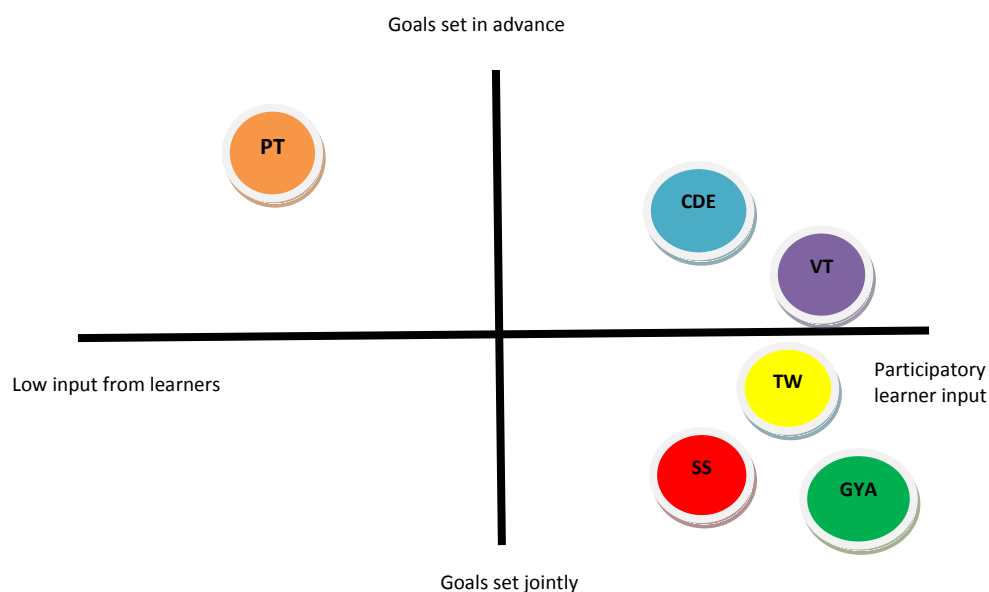 Goals set in advance
PT
CDE
VT
Low input from learners
TW
Participatory
learner input
SS
GYA
Goals set jointly